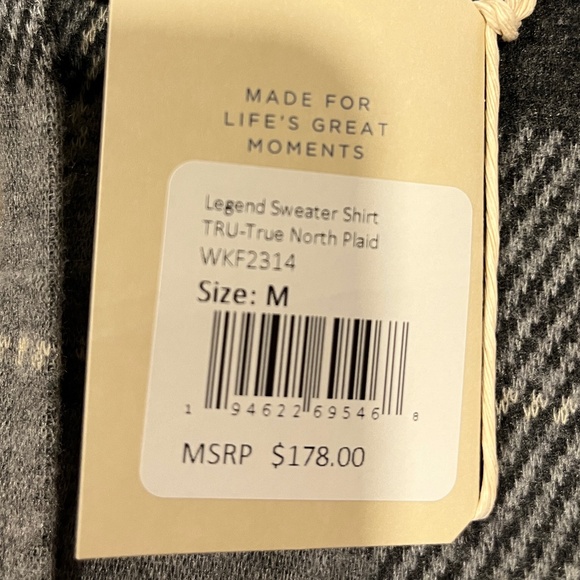 MADE FOR
LIFE'S GREAT
MOMENTS
Legend Sweater Shirt
TRU-True North Plaid
WKF2314
Size: M
1 94622 69546 8
MSRP $178.00